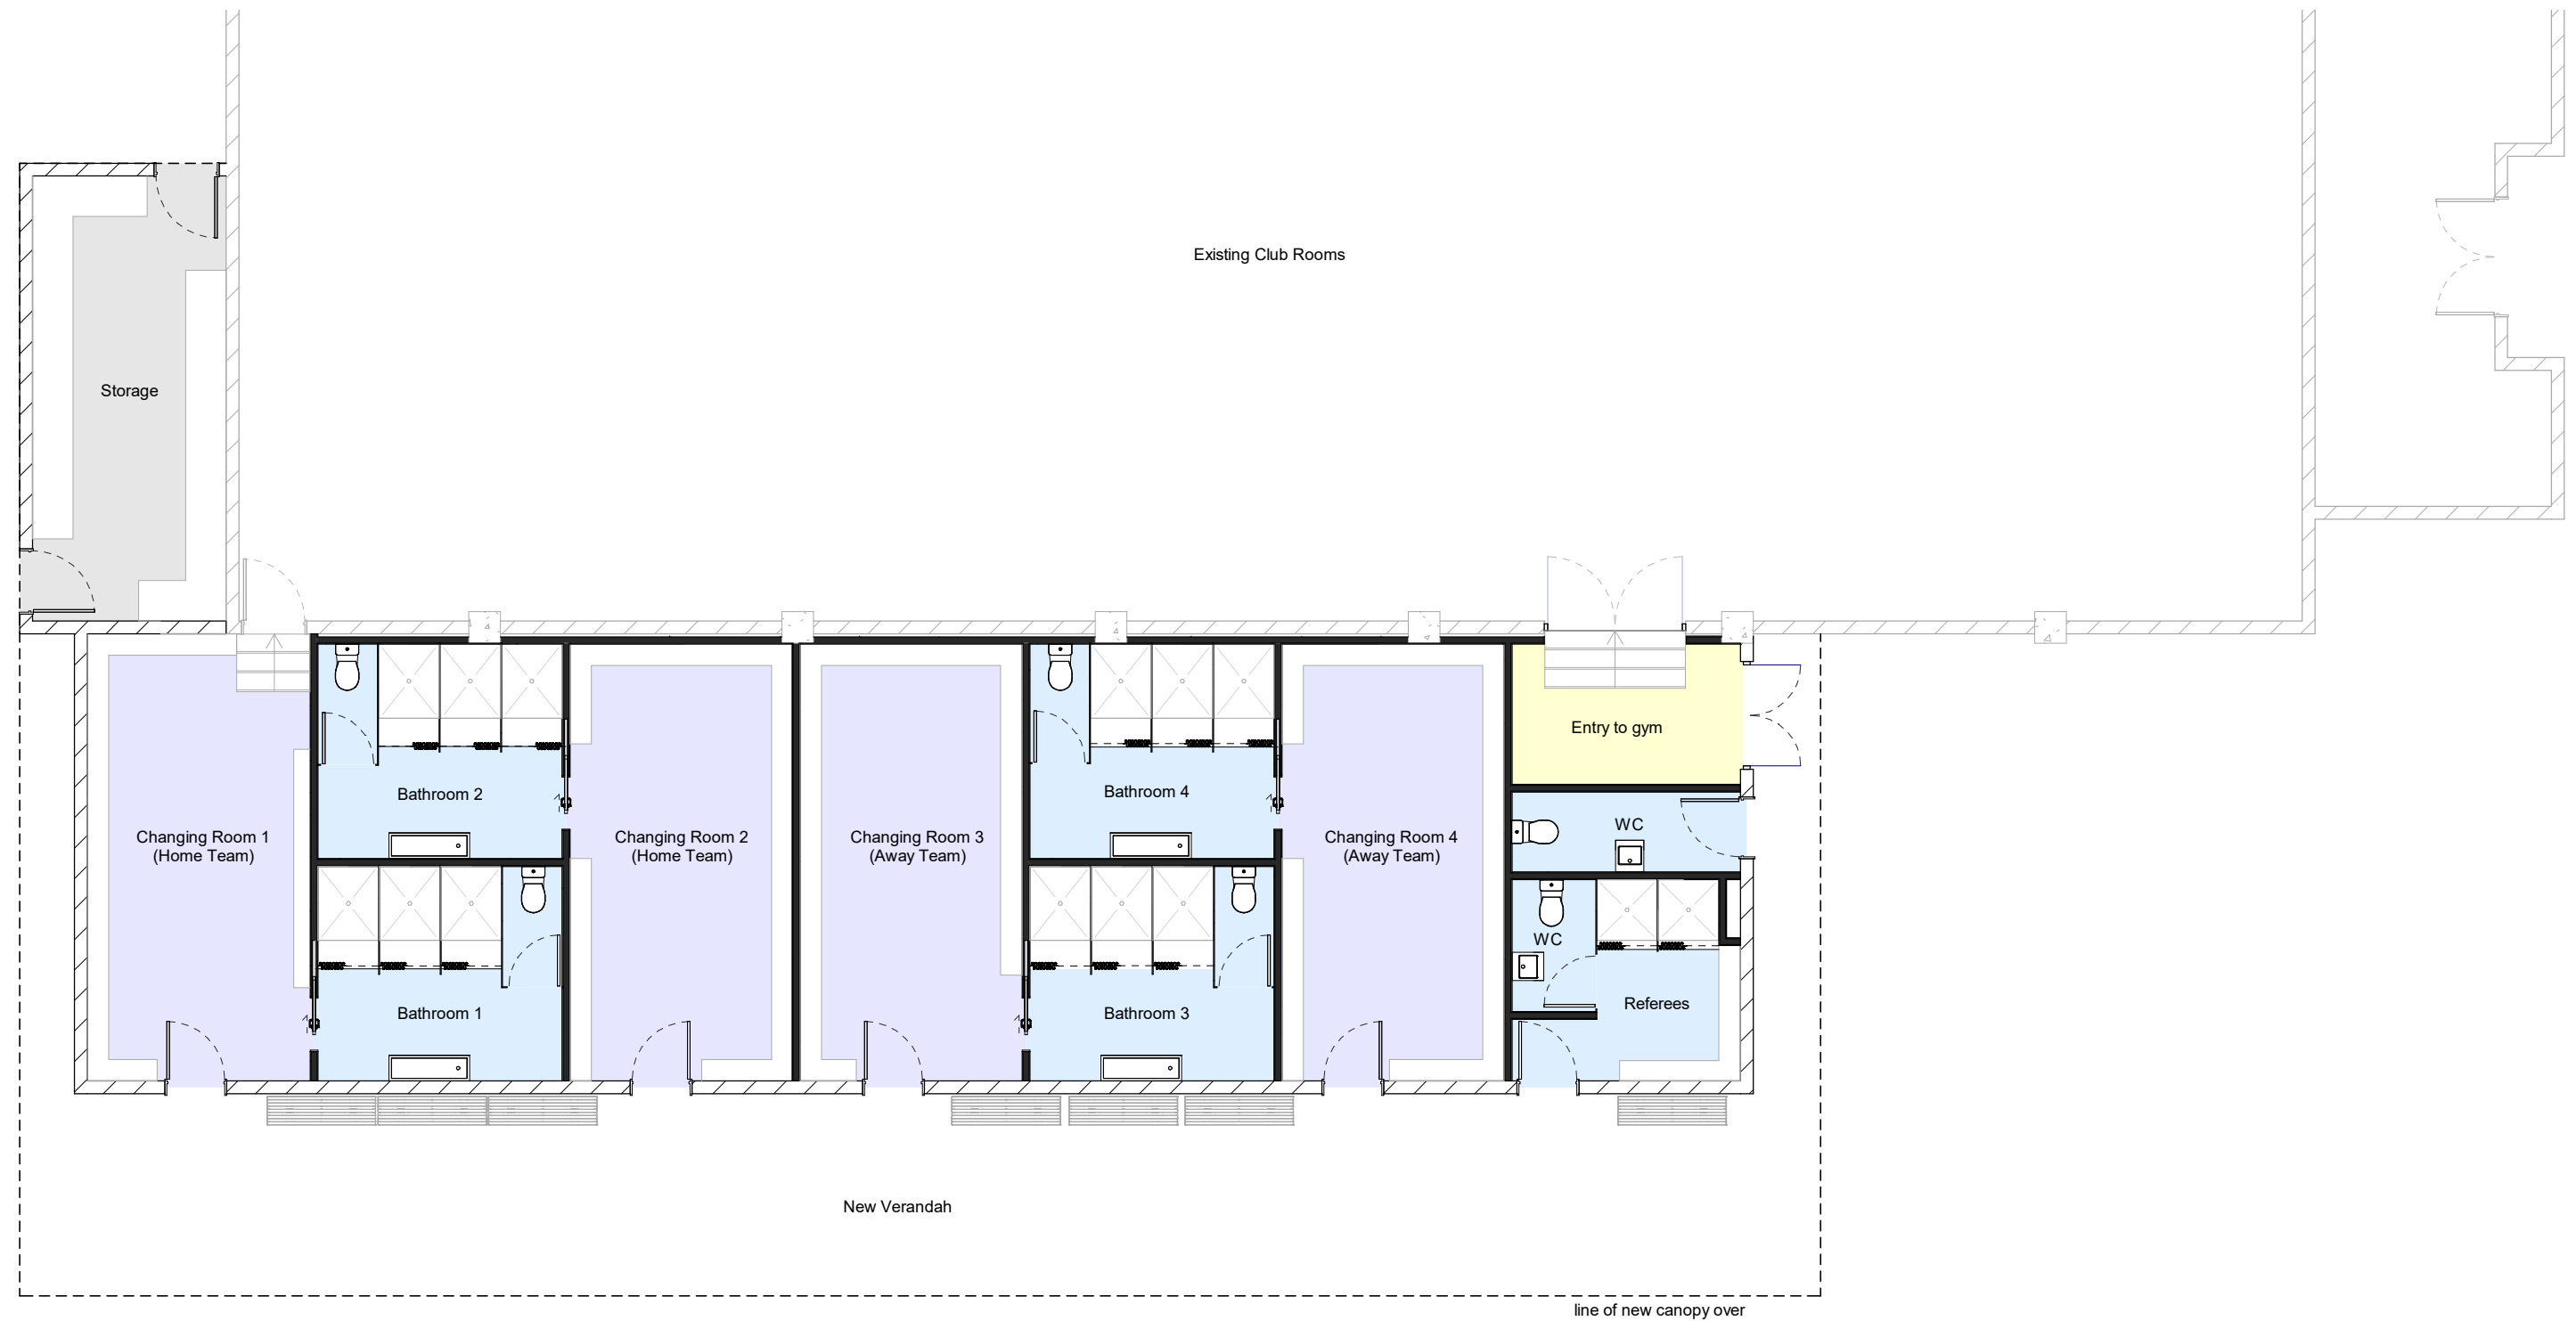 Existing Club Rooms
Storage
Entry to gym
Bathroom 2
Bathroom 4
WC
Changing Room 1
(Home Team)
Changing Room 2
(Home Team)
Changing Room 3
(Away Team)
Changing Room 4
(Away Team)
WC
Referees
Bathroom 1
Bathroom 3
New Verandah
line of new canopy over